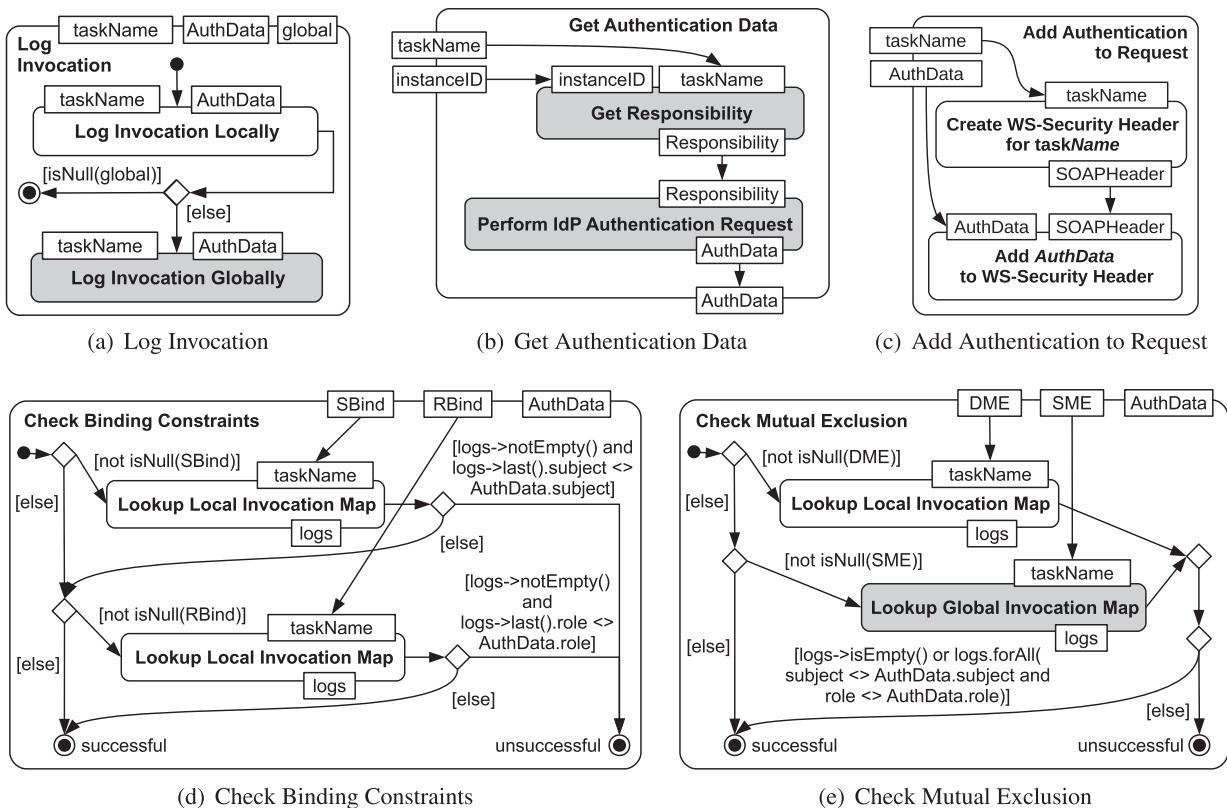 taskName
AuthData
global
Log
Invocation
taskName
AuthData
Log Invocation Locally
[isNull(global)]
[else]
taskName
AuthData
Log Invocation Globally
(a) Log Invocation
Get Authentication Data
taskName
instanceID
instanceID
taskName
Get Responsibility
Responsibility
Responsibility
Perform IdP Authentication Request
AuthData
AuthData
(b) Get Authentication Data
Add Authentication
to Request
taskName
AuthData
taskName
Create WS-Security Header
for taskName
SOAPHeader
AuthData
SOAPHeader
Add AuthData
to WS-Security Header
(c) Add Authentication to Request
SBind
RBind
AuthData
Check Binding Constraints
[not isNull(SBind)]
taskName
[logs->notEmpty() and
logs->last().subject <>
AuthData.subject]
[else]
Lookup Local Invocation Map
logs
[else]
[not isNull(RBind)]
taskName
[logs->notEmpty()
and
logs->last().role <>
AuthData.role]
Lookup Local Invocation Map
[else]
logs
[else]
successful
unsuccessful
(d) Check Binding Constraints
DME
SME
AuthData
Check Mutual Exclusion
[not isNull(DME)]
taskName
[else]
Lookup Local Invocation Map
logs
[not isNull(SME)]
taskName
Lookup Global Invocation Map
logs
[else]
[logs->isEmpty() or logs.forAll(
subject <> AuthData.subject and
role <> AuthData.role)]
[else]
successful
unsuccessful
(e) Check Mutual Exclusion